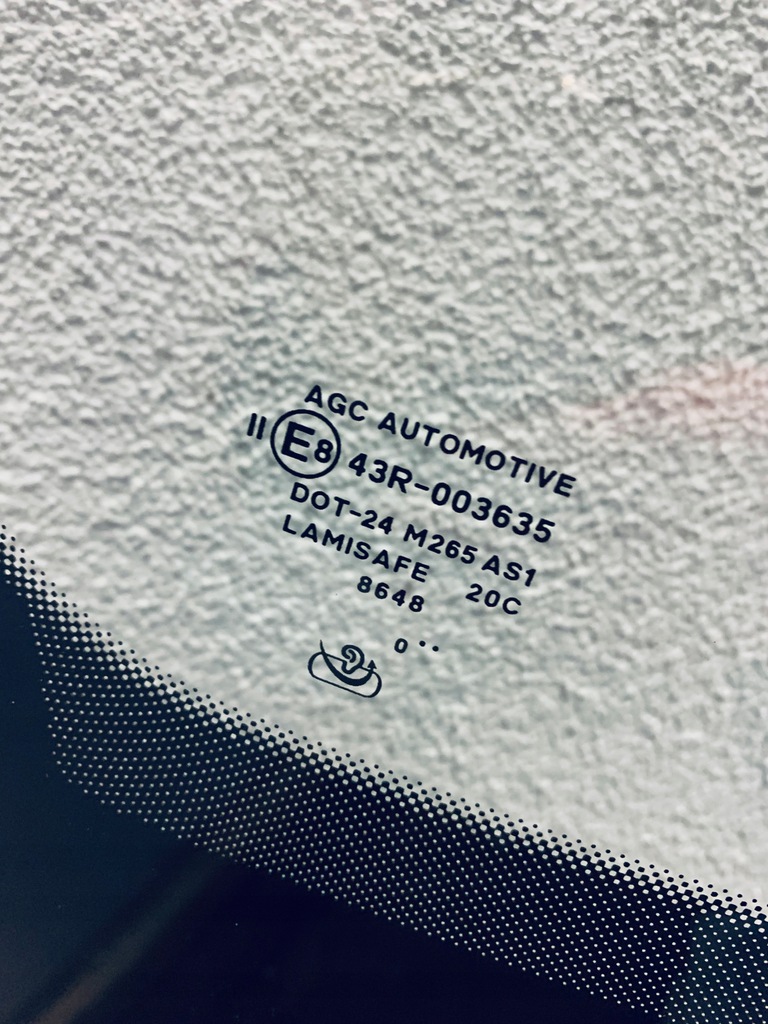 AGC AUTOMOTIVE
II E8 43R-003635
DOT-24 M265 AS1
LAMISAFE 20C
8648
0 ••